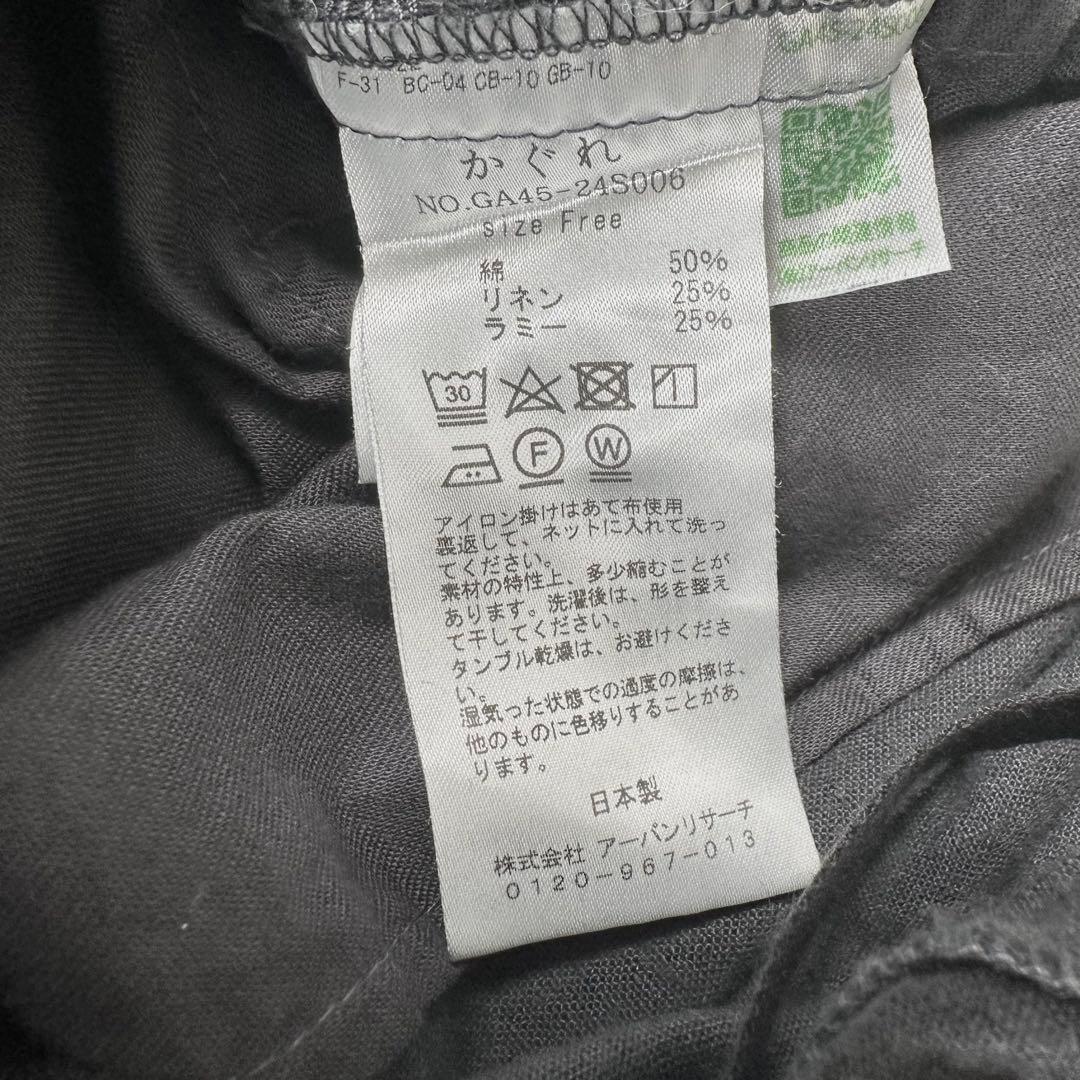 F-31 BC-04 CB-10 GB-10
かぐれ
NO.GA45-24S006
size Free
綿 50%
リネン 25%
ラミー 25%
30
F
W
アイロン掛けはあて布使用
裏返して、ネットに入れて洗っ
てください。
素材の特性上、多少縮むことが
あります。洗濯後は、形を整え
て干してください。
タンブル乾燥は、お避けくださ
い。
湿気った状態での過度の摩擦は、
他のものに色移りすることがあ
ります。
日本製
株式会社 アーバンリサーチ
0120-967-013